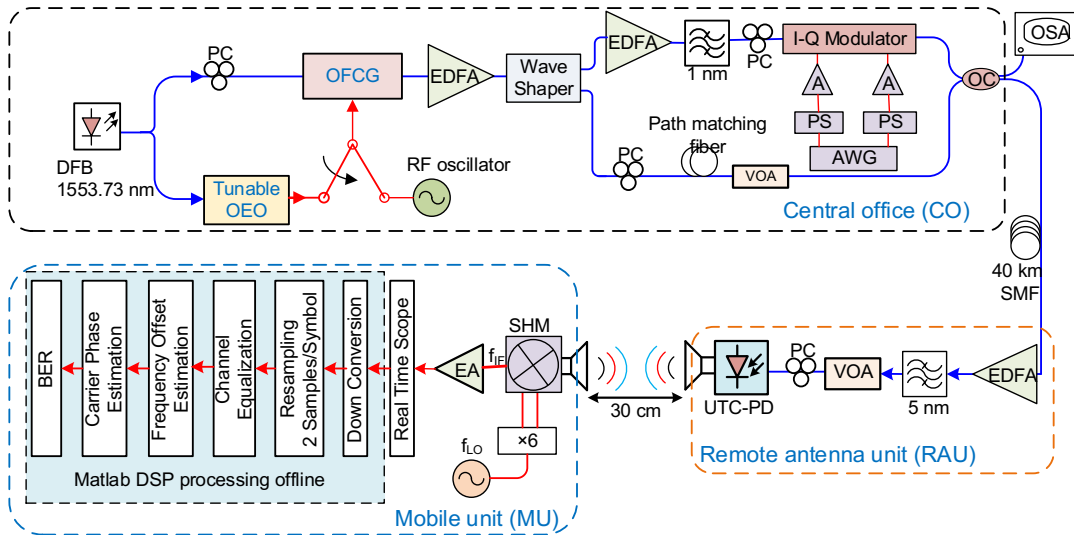 PC
OFCG
EDFA
Wave
Shaper
EDFA
1 nm
PC
I-Q Modulator
A
A
PS
PS
AWG
OC
OSA
DFB
1553.73 nm
Tunable
OEO
RF oscillator
PC
Path matching
fiber
VOA
Central office (CO)
40 km
SMF
BER
Carrier Phase
Estimation
Frequency Offset
Estimation
Channel
Equalization
Resampling
2 Samples/Symbol
Down Conversion
Real Time Scope
Matlab DSP processing offline
EA
fIF
SHM
×6
fLO
Mobile unit (MU)
30 cm
UTC-PD
PC
VOA
5 nm
EDFA
Remote antenna unit (RAU)